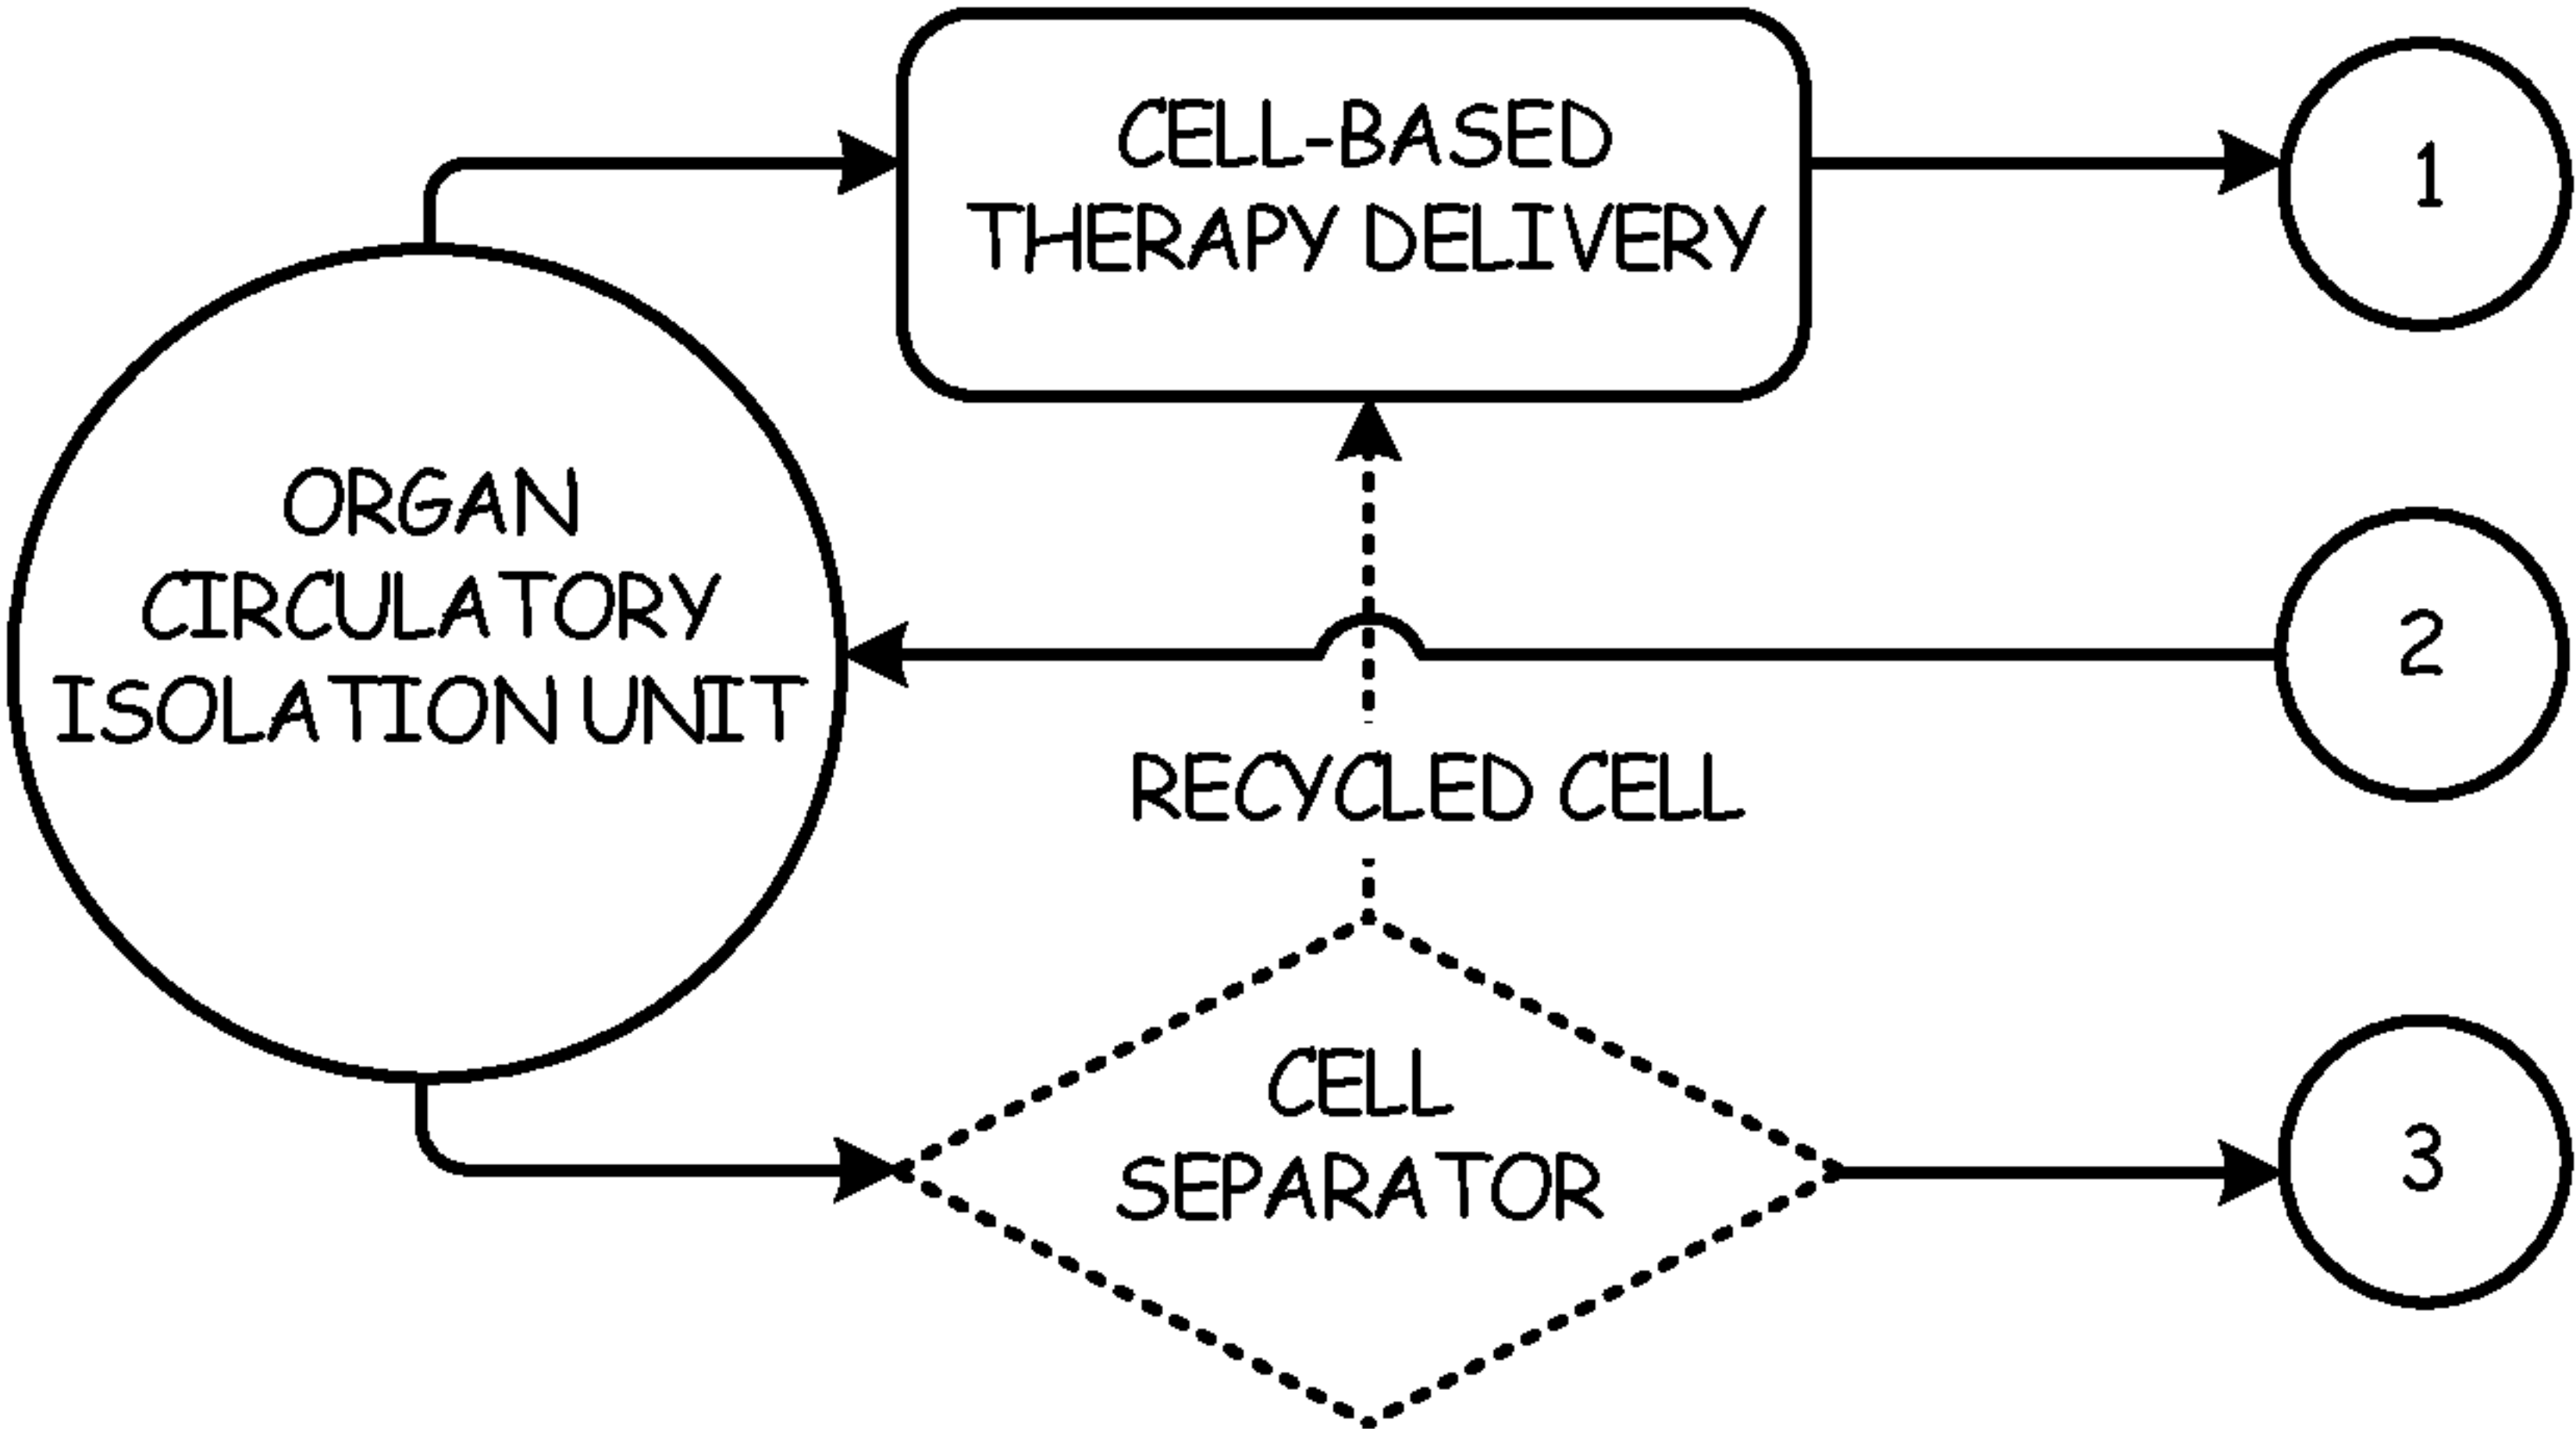 CELL-BASED
THERAPY DELIVERY
1
ORGAN
CIRCULATORY
ISOLATION UNIT
2
RECYCLED CELL
CELL
SEPARATOR
3